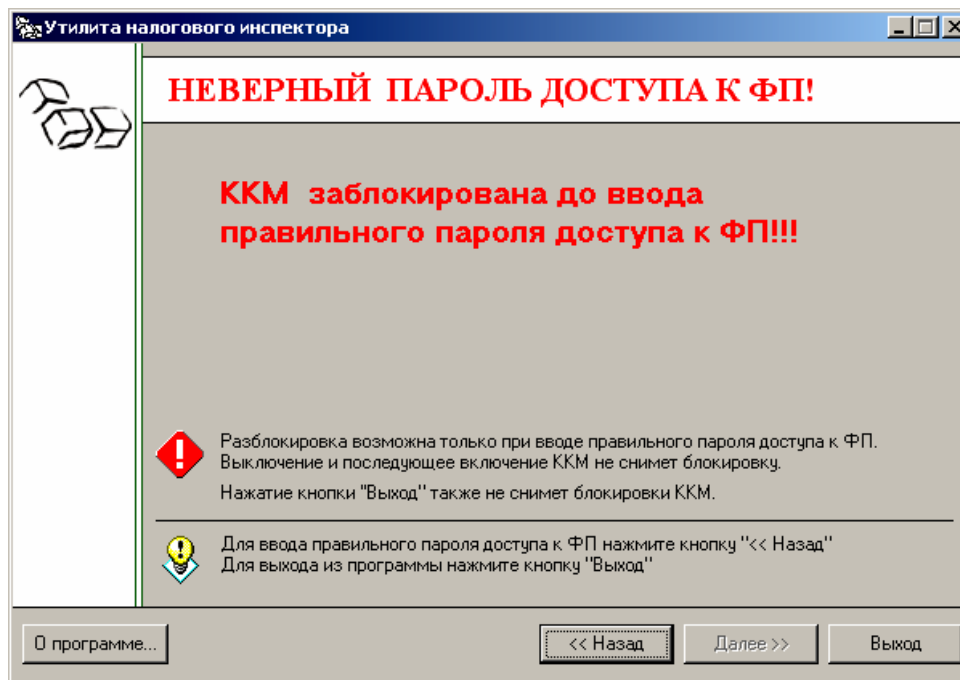 Утилита налогового инспектора
НЕВЕРНЫЙ ПАРОЛЬ ДОСТУПА К ФП!
ККМ заблокирована до ввода
правильного пароля доступа к ФП!!!
Разблокировка возможна только при вводе правильного пароля доступа к ФП.
Выключение и последующее включение ККМ не снимет блокировку.
Нажатие кнопки "Выход" также не снимет блокировки ККМ.
Для ввода правильного пароля доступа к ФП нажмите кнопку "<< Назад"
Для выхода из программы нажмите кнопку "Выход"
О программе... << Назад Далее >> Выход